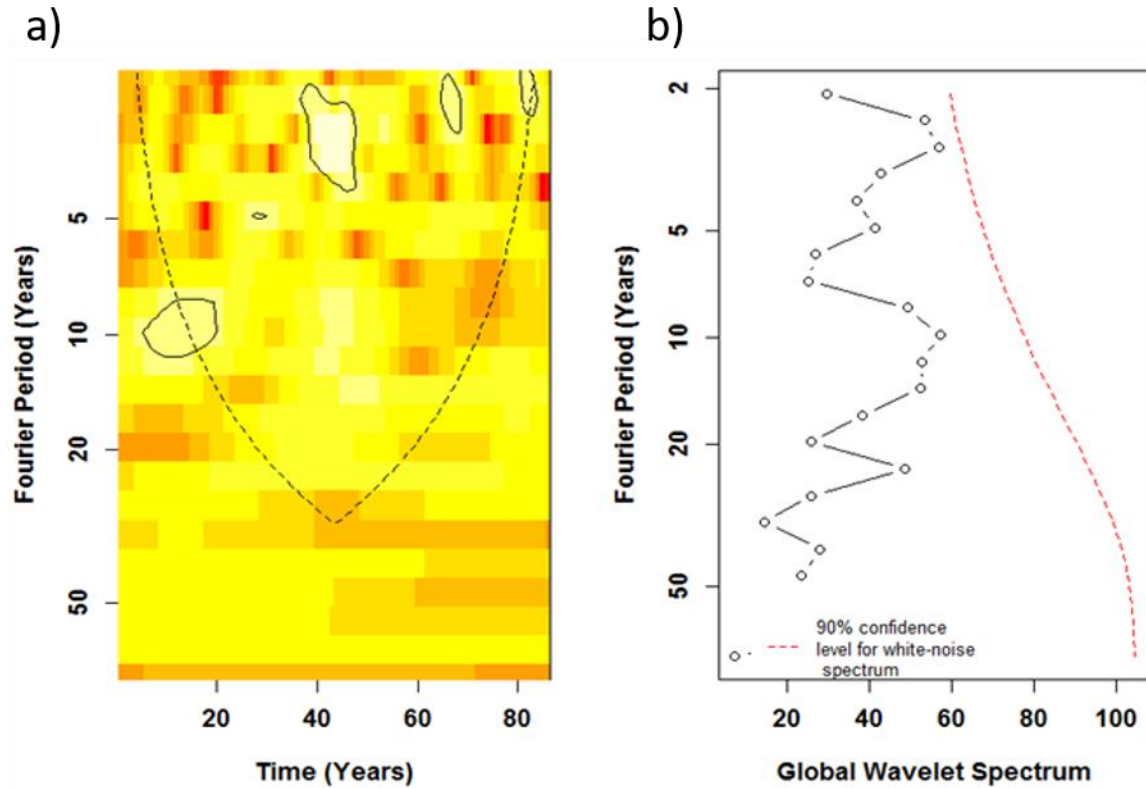 a)
b)
Fourier Period (Years)
5
10
20
50
20
40
60
80
Time (Years)
Fourier Period (Years)
2
5
10
20
50
90% confidence
level for white-noise
spectrum
20
40
60
80
100
Global Wavelet Spectrum